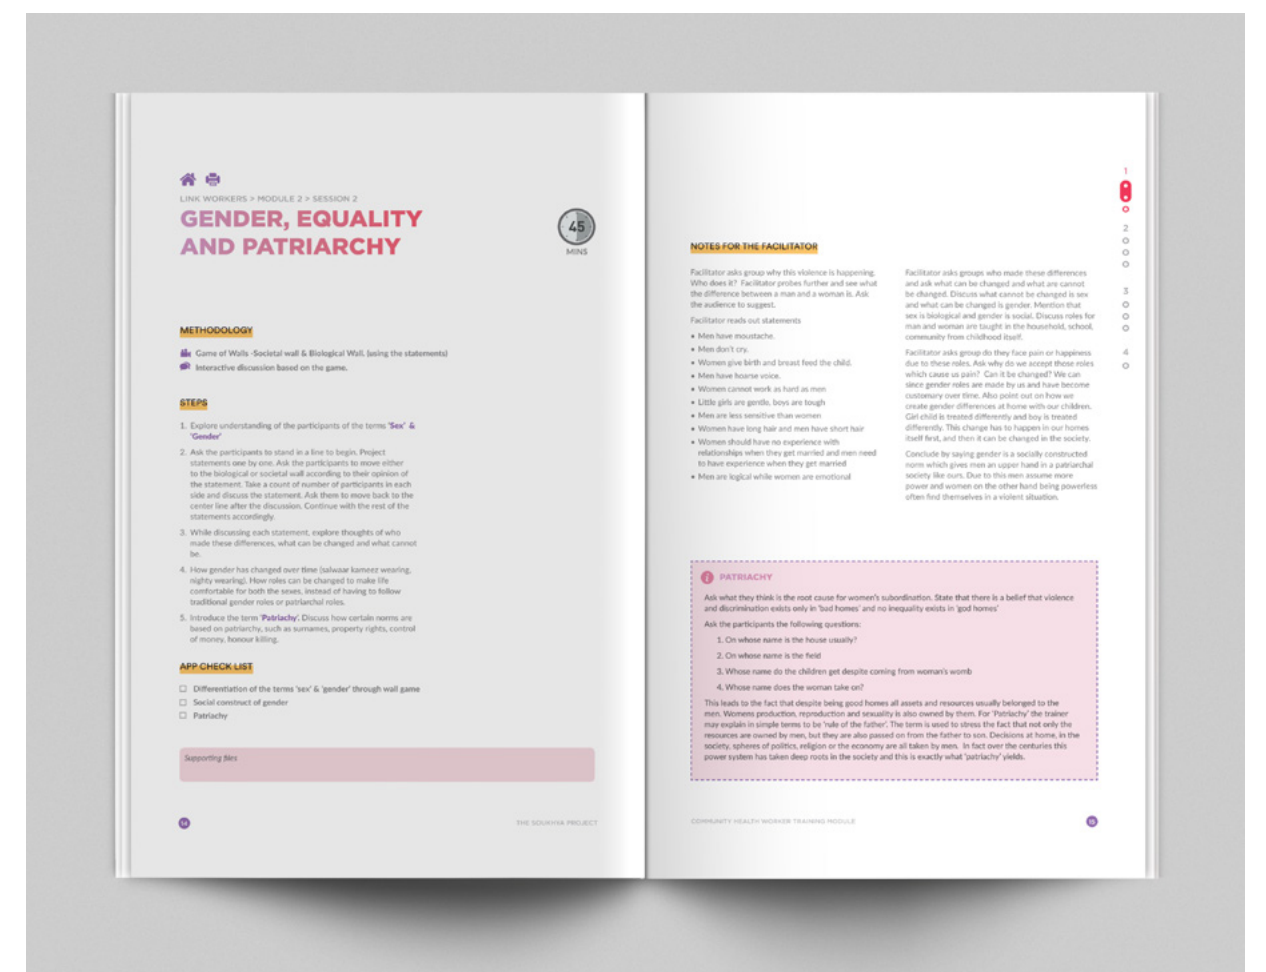 LINK WORKERS > MODULE 2 > SESSION 2
GENDER, EQUALITY
AND PATRIARCHY
45
MINS
METHODOLOGY
Game of Walls -Societal wall & Biological Wall. (using the statements)
Interactive discussion based on the game.
STEPS
1. Explore understanding of the participants of the terms 'Sex' &
'Gender'
2. Ask the participants to stand in a line to begin. Project
statements one by one. Ask the participants to move either
to the biological or societal wall according to their opinion of
the statement. Take a count of number of participants in each
side and discuss the statement. Ask them to move back to the
center line after the discussion. Continue with the rest of the
statements accordingly.
3. While discussing each statement, explore thoughts of who
made these differences, what can be changed and what cannot
be.
4. How gender has changed over time (salwaar kameez wearing,
nighty wearing). How roles can be changed to make life
comfortable for both the sexes, instead of having to follow
traditional gender roles or patriarchal roles.
5. Introduce the term 'Patriachy'. Discuss how certain norms are
based on patriarchy, such as surnames, property rights, control
of money, honour killing.
APP CHECK LIST
Differentiation of the terms 'sex' & 'gender' through wall game
Social construct of gender
Patriachy
Supporting files
14
THE SOUKHYA PROJECT
NOTES FOR THE FACILITATOR
Facilitator asks group why this violence is happening.
Who does it? Facilitator probes further and see what
the difference between a man and a woman is. Ask
the audience to suggest.
Facilitator reads out statements
• Men have moustache.
• Men don't cry.
• Women give birth and breast feed the child.
• Men have hoarse voice.
• Women cannot work as hard as men
• Little girls are gentle, boys are tough
• Men are less sensitive than women
• Women have long hair and men have short hair
• Women should have no experience with
relationships when they get married and men need
to have experience when they get married
• Men are logical while women are emotional
Facilitator asks groups who made these differences
and ask what can be changed and what are cannot
be changed. Discuss what cannot be changed is sex
and what can be changed is gender. Mention that
sex is biological and gender is social. Discuss roles for
man and woman are taught in the household, school,
community from childhood itself.
Facilitator asks group do they face pain or happiness
due to these roles. Ask why do we accept those roles
which cause us pain? Can it be changed? We can
since gender roles are made by us and have become
customary over time. Also point out on how we
create gender differences at home with our children.
Girl child is treated differently and boy is treated
differently. This change has to happen in our homes
itself first, and then it can be changed in the society.
Conclude by saying gender is a socially constructed
norm which gives men an upper hand in a patriarchal
society like ours. Due to this men assume more
power and women on the other hand being powerless
often find themselves in a violent situation.
1
2
3
4
i PATRIACHY
Ask what they think is the root cause for women's subordination. State that there is a belief that violence
and discrimination exists only in 'bad homes' and no inequality exists in 'god homes'
Ask the participants the following questions:
1. On whose name is the house usually?
2. On whose name is the field
3. Whose name do the children get despite coming from woman's womb
4. Whose name does the woman take on?
This leads to the fact that despite being good homes all assets and resources usually belonged to the
men. Womens production, reproduction and sexuality is also owned by them. For 'Patriachy' the trainer
may explain in simple terms to be 'rule of the father'. The term is used to stress the fact that not only the
resources are owned by men, but they are also passed on from the father to son. Decisions at home, in the
society, spheres of politics, religion or the economy are all taken by men. In fact over the centuries this
power system has taken deep roots in the society and this is exactly what 'patriachy' yields.
COMMUNITY HEALTH WORKER TRAINING MODULE
15